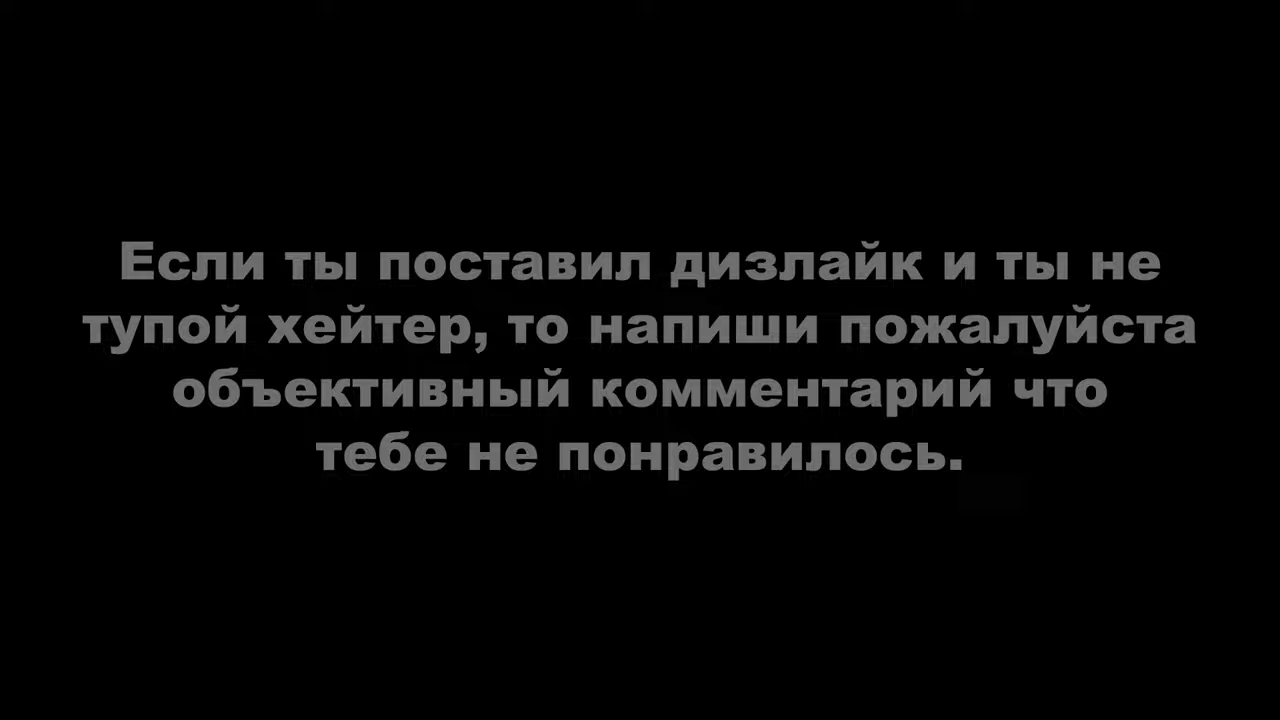 Если ты поставил дизлайк и ты не
тупой хейтер, то напиши пожалуйста
объективный комментарий что
тебе не понравилось.